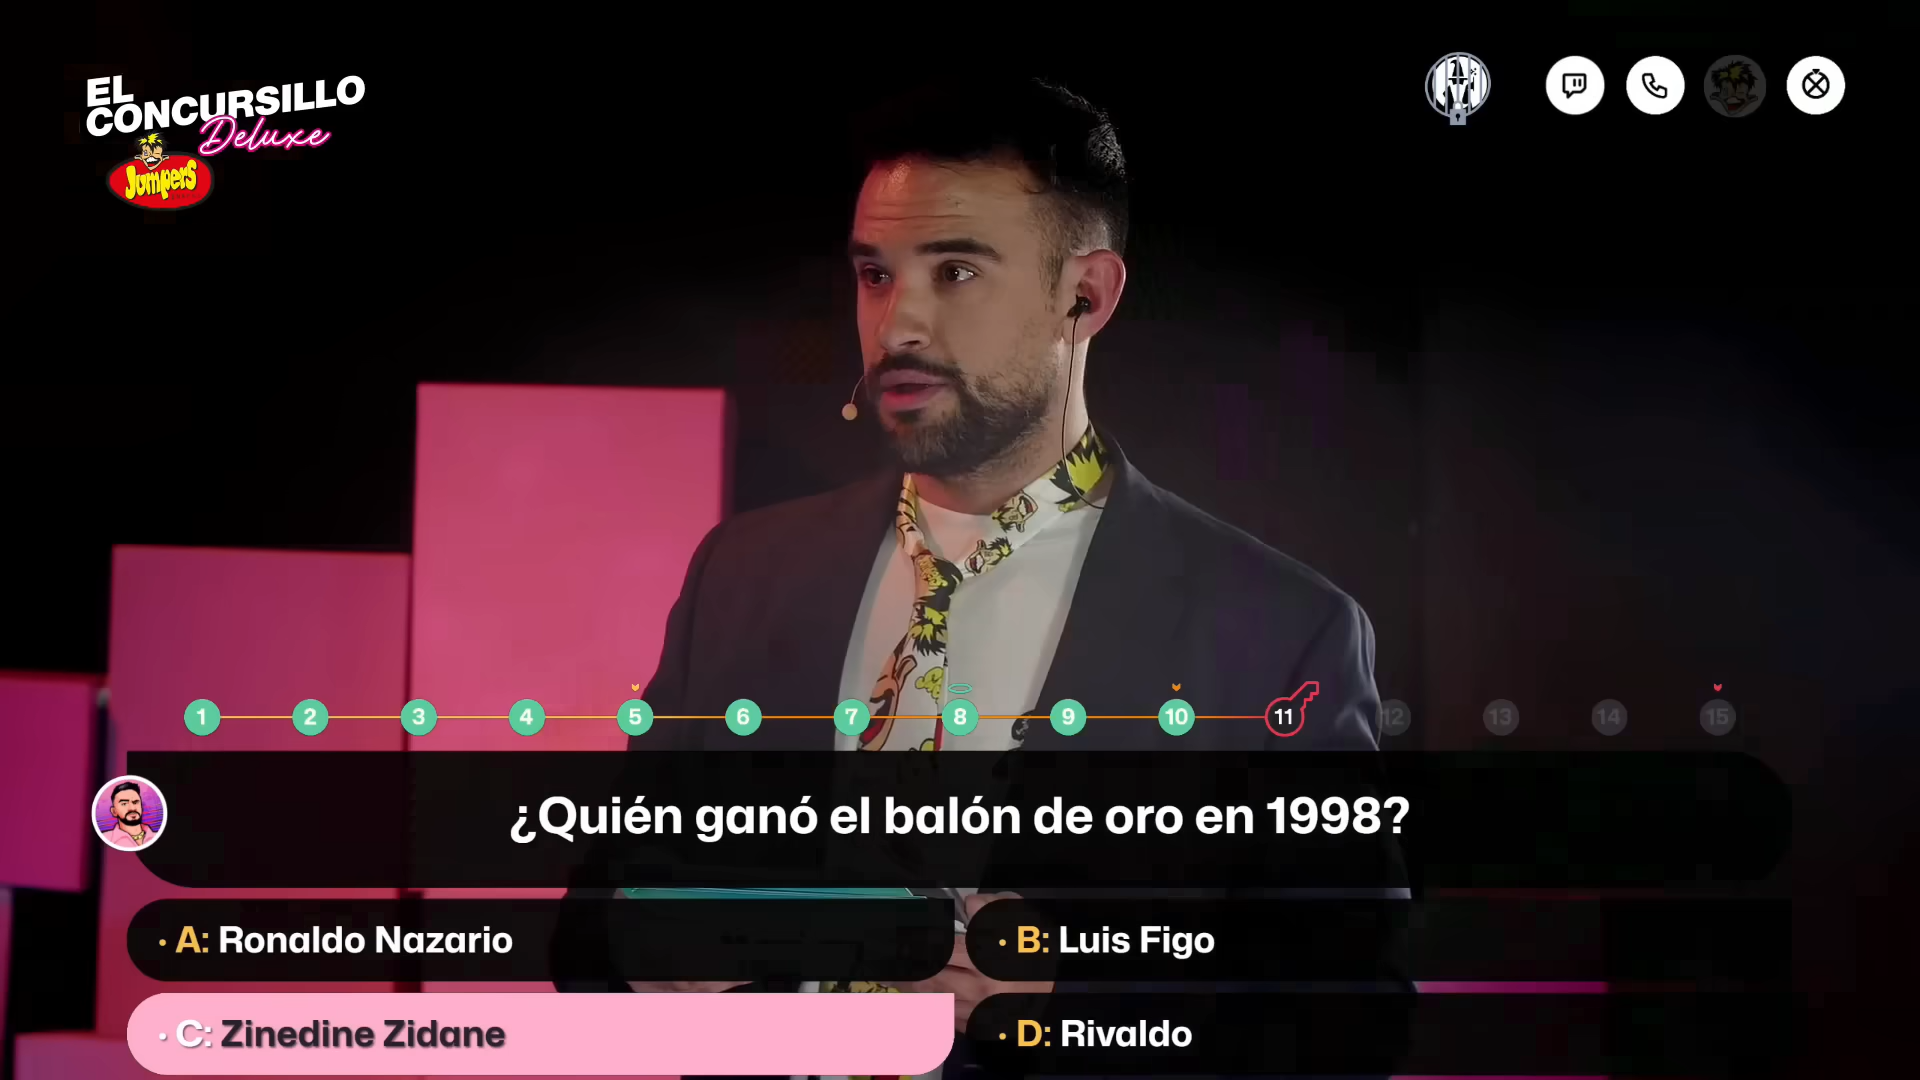 EL
CONCURSILLO
Deluxe
Jumpers
1 2 3 4 5 6 7 8 9 10 11 12 13 14 15
¿Quién ganó el balón de oro en 1998?
· A: Ronaldo Nazario
· B: Luis Figo
· C: Zinedine Zidane
· D: Rivaldo